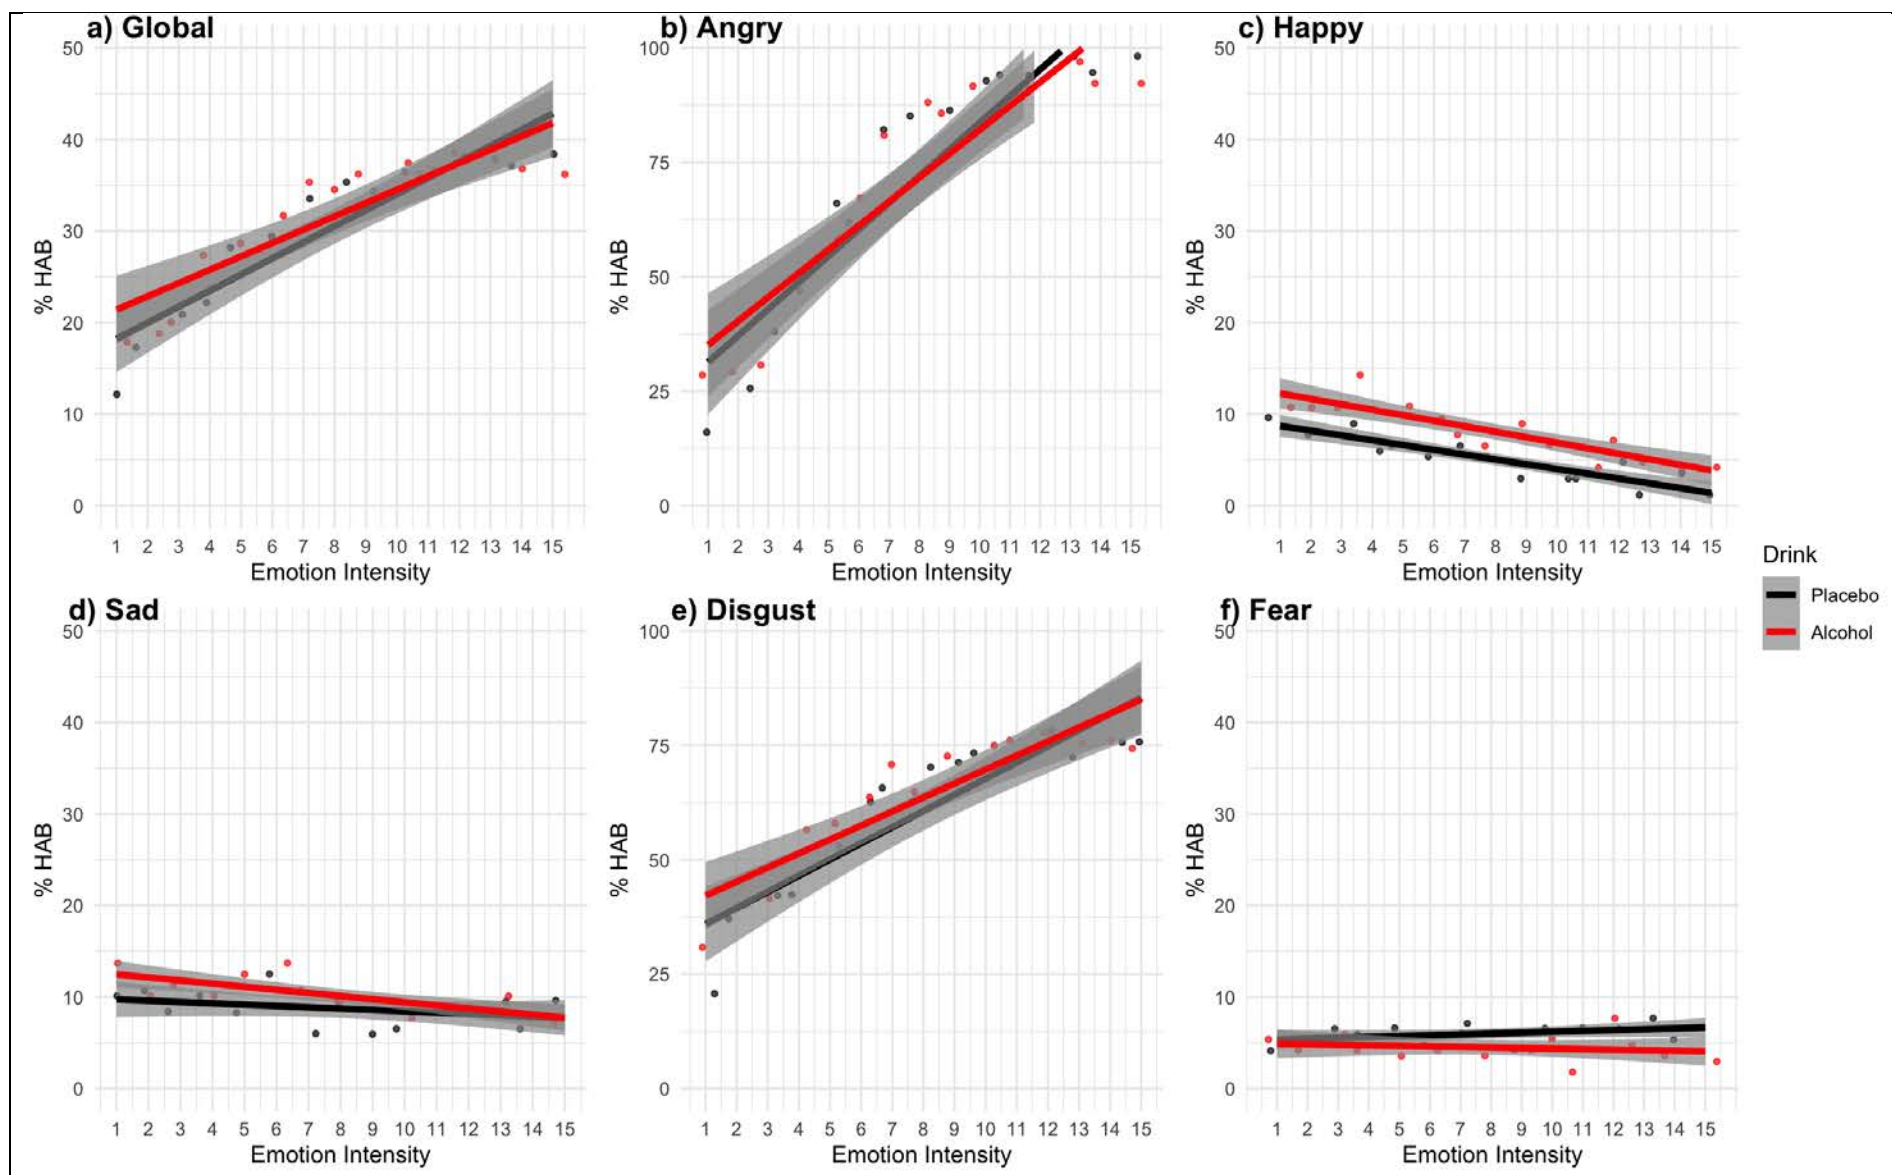 a) Global
50
40
30
20
10
0
% HAB
1 2 3 4 5 6 7 8 9 10 11 12 13 14 15
Emotion Intensity
b) Angry
100
75
50
25
0
% HAB
1 2 3 4 5 6 7 8 9 10 11 12 13 14 15
Emotion Intensity
c) Happy
50
40
30
20
10
0
% HAB
1 2 3 4 5 6 7 8 9 10 11 12 13 14 15
Emotion Intensity
Drink
Placebo
Alcohol
d) Sad
50
40
30
20
10
0
% HAB
1 2 3 4 5 6 7 8 9 10 11 12 13 14 15
Emotion Intensity
e) Disgust
100
75
50
25
0
% HAB
1 2 3 4 5 6 7 8 9 10 11 12 13 14 15
Emotion Intensity
f) Fear
50
40
30
20
10
0
% HAB
1 2 3 4 5 6 7 8 9 10 11 12 13 14 15
Emotion Intensity